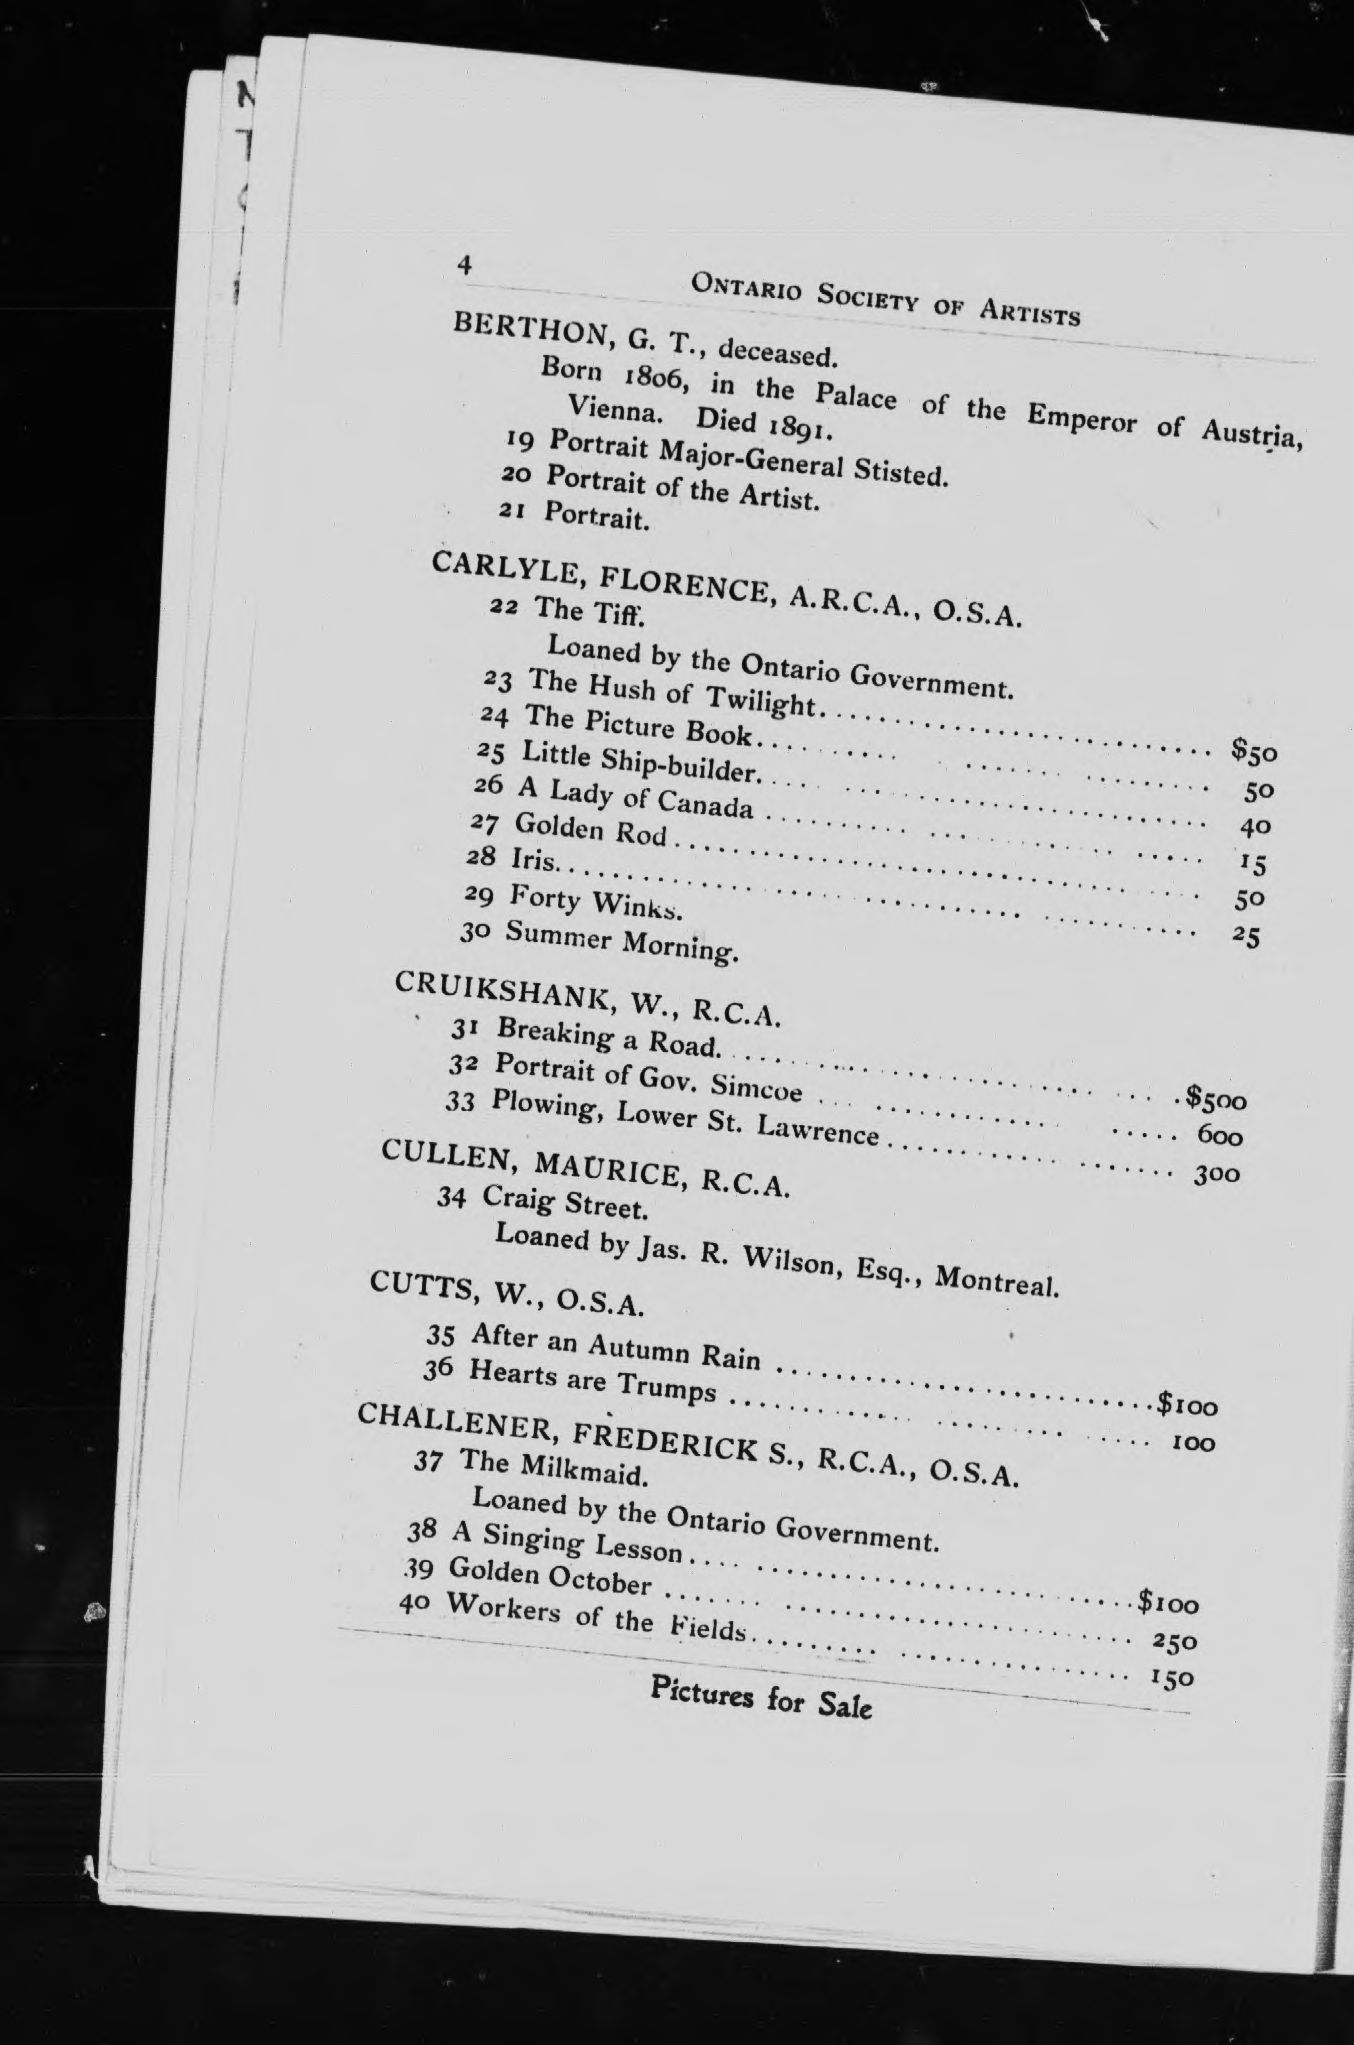 4
ONTARIO SOCIETY OF ARTISTS
BERTHON, G. T., deceased.
Born 1806, in the Palace of the Emperor of Austria,
Vienna. Died 1891.
19 Portrait Major-General Stisted.
20 Portrait of the Artist.
21 Portrait.
CARLYLE, FLORENCE, A.R.C.A., O.S.A.
22 The Tiff.
Loaned by the Ontario Government.
23 The Hush of Twilight.............................. $50
24 The Picture Book.............................. 50
25 Little Ship-builder.............................. 40
26 A Lady of Canada .............................. 15
27 Golden Rod .............................. 50
28 Iris.............................. 25
29 Forty Winks.
30 Summer Morning.
CRUIKSHANK, W., R.C.A.
31 Breaking a Road..............................$500
32 Portrait of Gov. Simcoe .............................. 600
33 Plowing, Lower St. Lawrence .............................. 300
CULLEN, MAURICE, R.C.A.
34 Craig Street.
Loaned by Jas. R. Wilson, Esq., Montreal.
CUTTS, W., O.S.A.
35 After an Autumn Rain ..............................$100
36 Hearts are Trumps .............................. 100
CHALLENER, FREDERICK S., R.C.A., O.S.A.
37 The Milkmaid.
Loaned by the Ontario Government.
38 A Singing Lesson..............................$100
39 Golden October .............................. 250
40 Workers of the Fields.............................. 150
Pictures for Sale